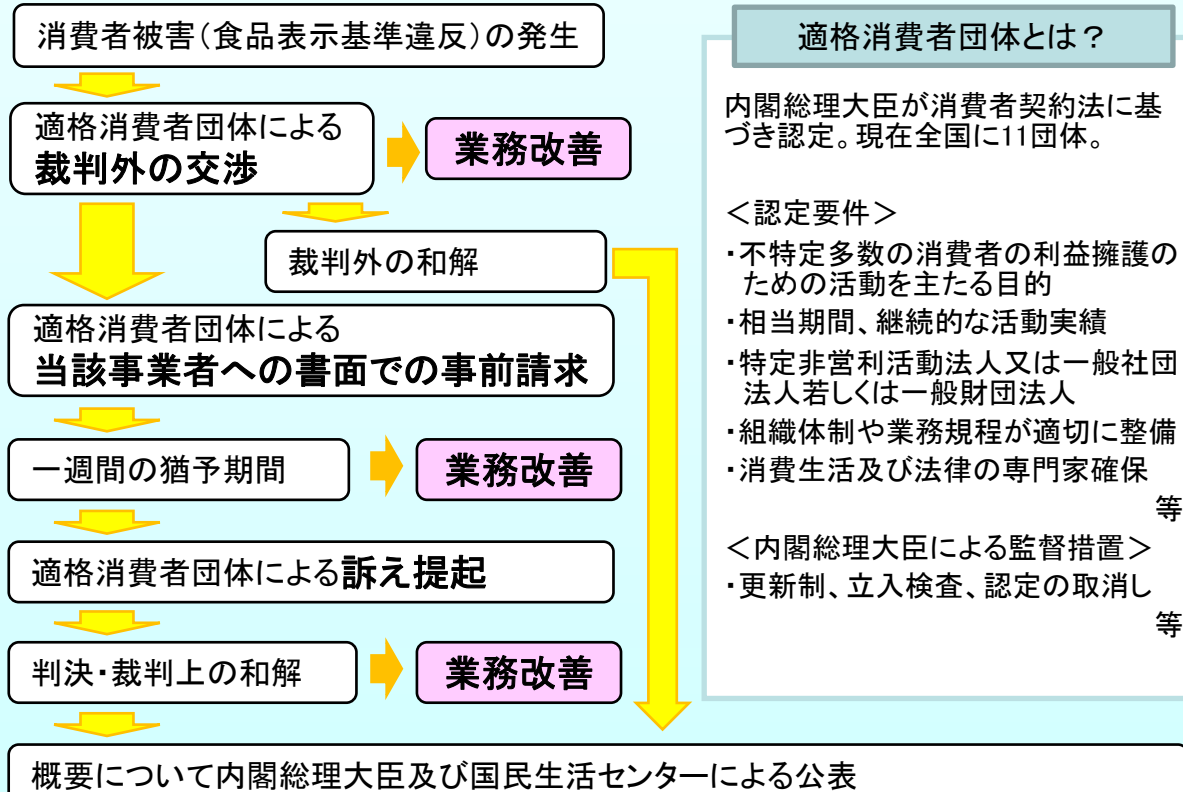 消費者被害(食品表示基準違反)の発生
適格消費者団体による
裁判外の交渉
業務改善
裁判外の和解
適格消費者団体による
当該事業者への書面での事前請求
一週間の猶予期間
業務改善
適格消費者団体による訴え提起
判決・裁判上の和解
業務改善
概要について内閣総理大臣及び国民生活センターによる公表
適格消費者団体とは?
内閣総理大臣が消費者契約法に基
づき認定。現在全国に11団体。
<認定要件>
・不特定多数の消費者の利益擁護の
ための活動を主たる目的
・相当期間、継続的な活動実績
・特定非営利活動法人又は一般社団
法人若しくは一般財団法人
・組織体制や業務規程が適切に整備
・消費生活及び法律の専門家確保
等
<内閣総理大臣による監督措置>
・更新制、立入検査、認定の取消し
等